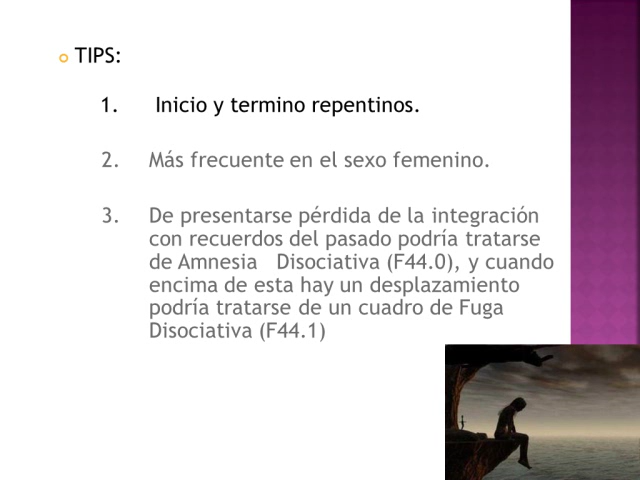 TIPS:
1. Inicio y termino repentinos.
2. Más frecuente en el sexo femenino.
3. De presentarse pérdida de la integración
con recuerdos del pasado podría tratarse
de Amnesia Disociativa (F44.0), y cuando
encima de esta hay un desplazamiento
podría tratarse de un cuadro de Fuga
Disociativa (F44.1)